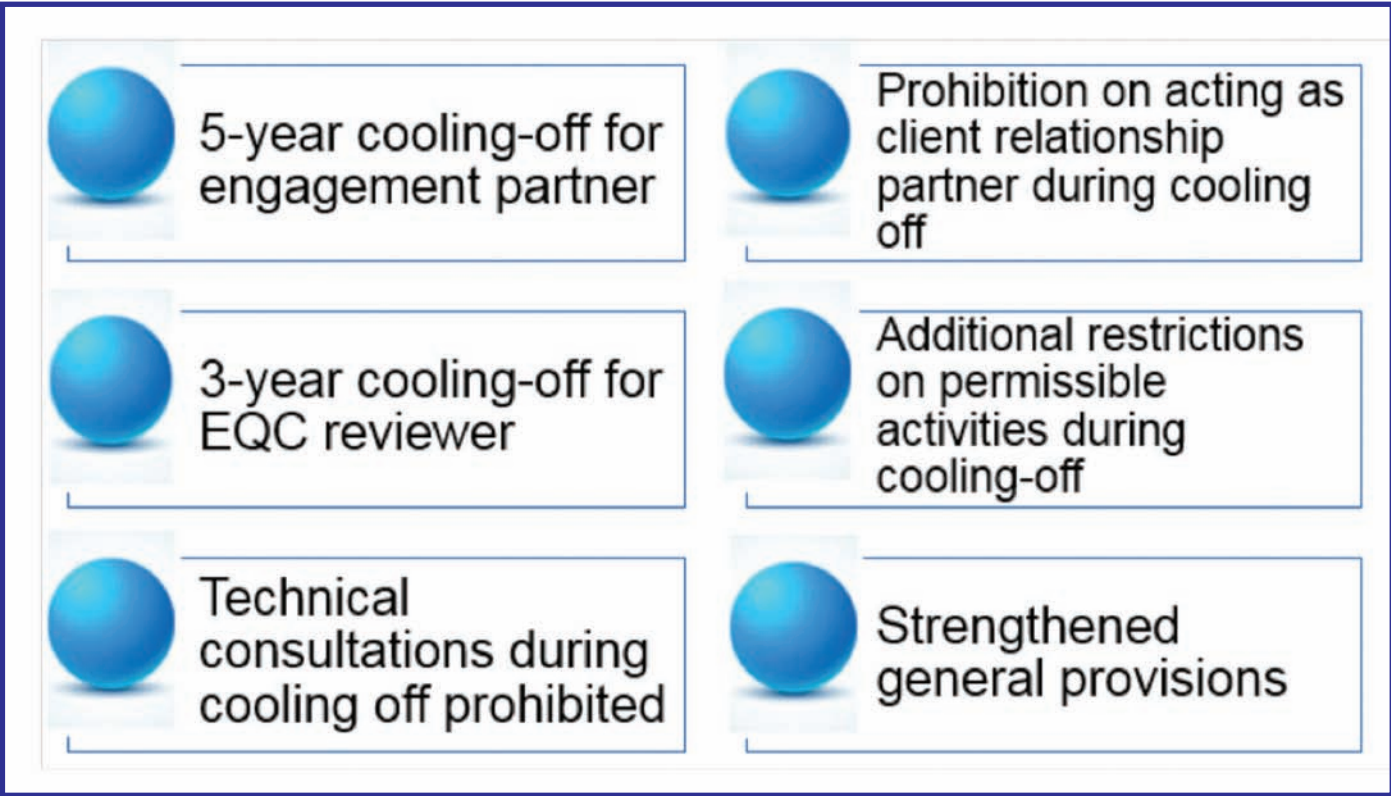 5-year cooling-off for
engagement partner
Prohibition on acting as
client relationship
partner during cooling
off
3-year cooling-off for
EQC reviewer
Additional restrictions
on permissible
activities during
cooling-off
Technical
consultations during
cooling off prohibited
Strengthened
general provisions